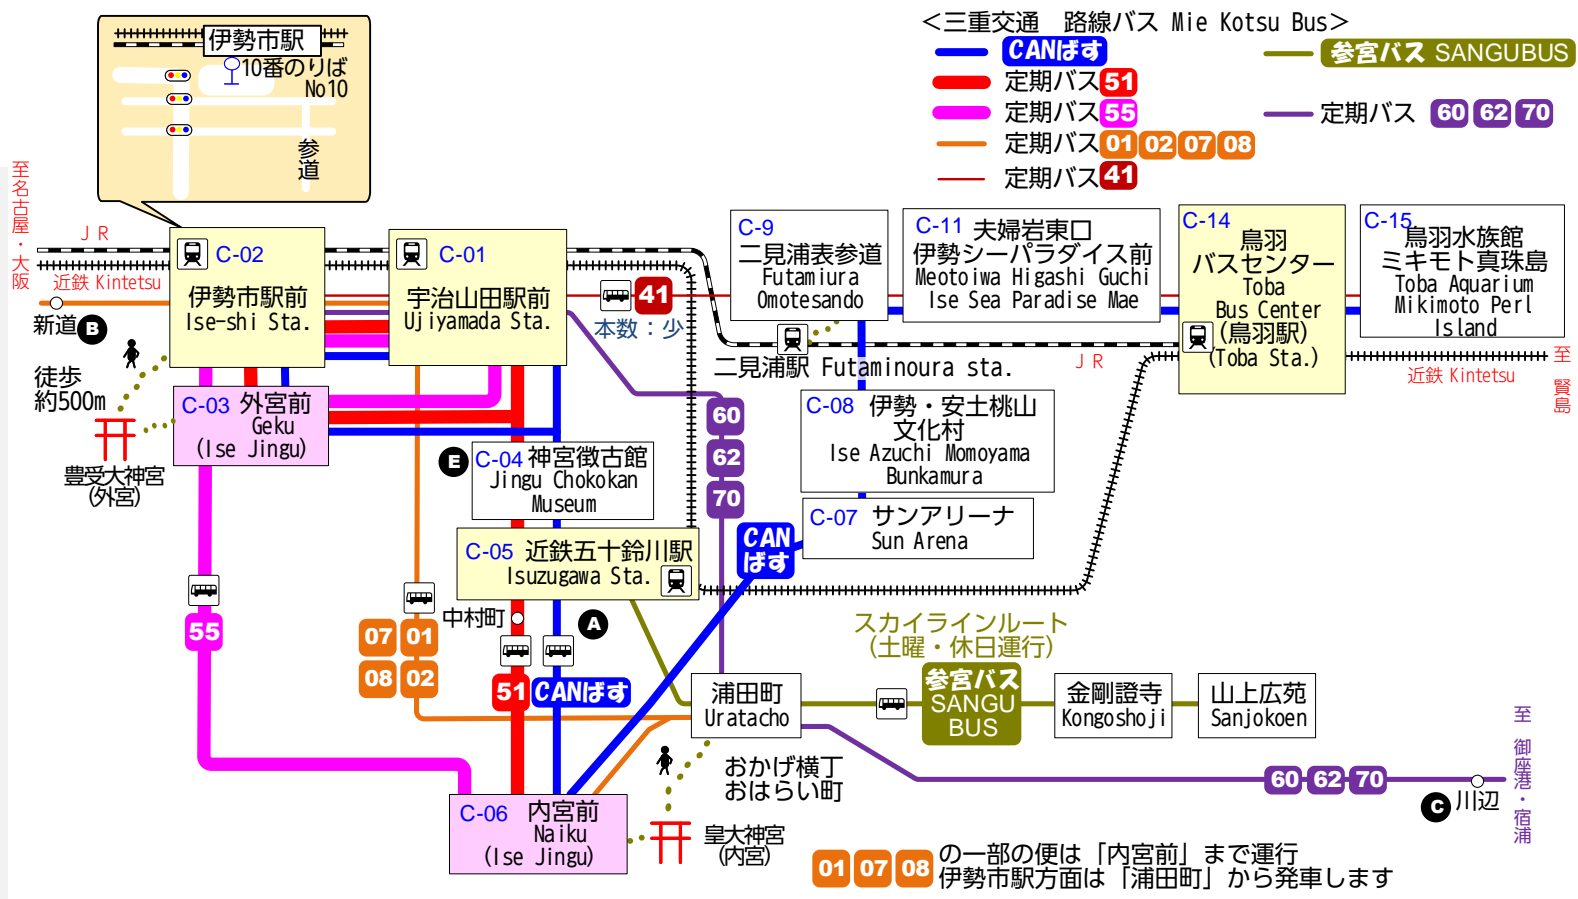 ＜三重交通　路線バス Mie Kotsu Bus＞
CANばす
定期バス 51
定期バス 55
定期バス 01 02 07 08
定期バス 41
参宮バス SANGUBUS
定期バス 60 62 70
伊勢市駅
10番のりば
No10
参道
至名古屋・大阪
ＪＲ
近鉄 Kintetsu
新道 B
徒歩
約500m
豊受大神宮
(外宮)
C-02
伊勢市駅前
Ise-shi Sta.
C-01
宇治山田駅前
Ujiyamada Sta.
C-03 外宮前
Geku
(Ise Jingu)
41
本数：少
C-9
二見浦表参道
Futamiura
Omotesando
二見浦駅 Futaminoura sta.
C-11 夫婦岩東口
伊勢シーパラダイス前
Meotoiwa Higashi Guchi
Ise Sea Paradise Mae
C-14
鳥羽
バスセンター
Toba
Bus Center
(鳥羽駅)
(Toba Sta.)
C-15
鳥羽水族館
ミキモト真珠島
Toba Aquarium
Mikimoto Perl
Island
ＪＲ
近鉄 Kintetsu
至 賢島
60
62
70
C-08 伊勢・安土桃山
文化村
Ise Azuchi Momoyama
Bunkamura
C-07 サンアリーナ
Sun Arena
E
C-04 神宮徴古館
Jingu Chokokan
Museum
C-05 近鉄五十鈴川駅
Isuzugawa Sta.
CAN
ばす
中村町
A
55
07 01
08 02
51 CANばす
スカイラインルート
(土曜・休日運行)
参宮バス
SANGU
BUS
浦田町
Uratacho
金剛證寺
Kongoshoji
山上広苑
Sanjokoen
おかげ横丁
おはらい町
60 62 70
C 川辺
至 御座港・宿浦
C-06 内宮前
Naiku
(Ise Jingu)
皇大神宮
(内宮)
01 07 08 の一部の便は「内宮前」まで運行
伊勢市駅方面は「浦田町」から発車します